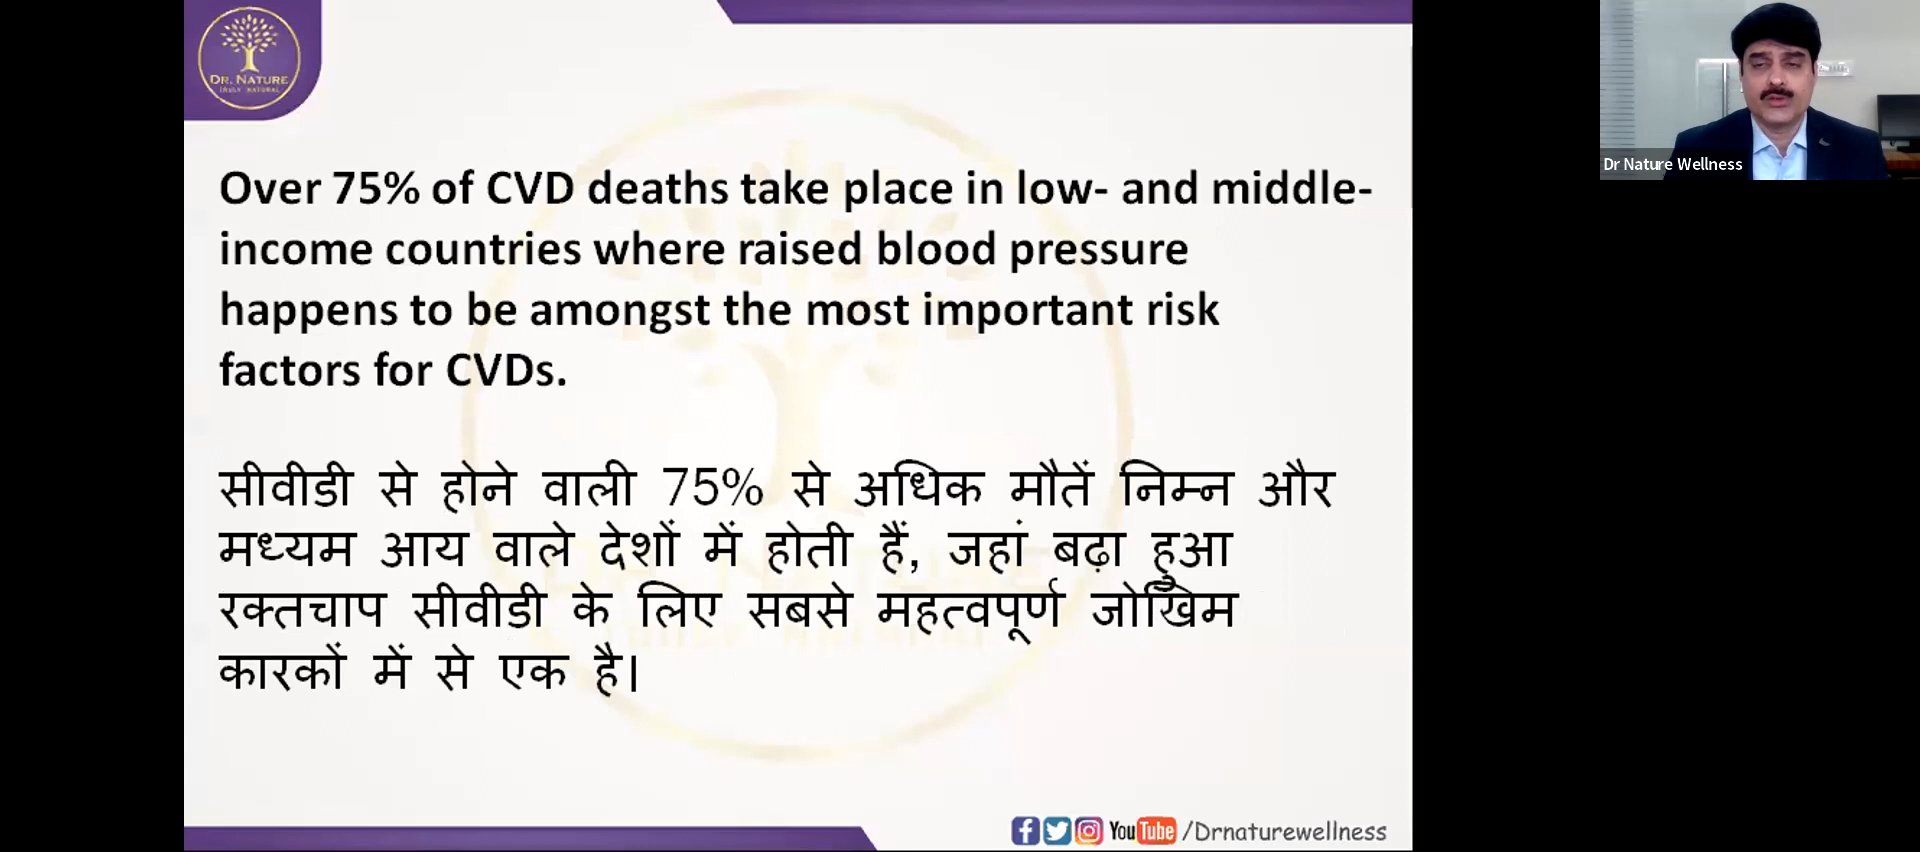 DR. NATURE
TRULY NATURAL
Over 75% of CVD deaths take place in low- and middle-
income countries where raised blood pressure
happens to be amongst the most important risk
factors for CVDs.
सीवीडी से होने वाली 75% से अधिक मौतें निम्न और
मध्यम आय वाले देशों में होती हैं, जहां बढ़ा हुआ
रक्तचाप सीवीडी के लिए सबसे महत्वपूर्ण जोखिम
कारकों में से एक है।
YouTube /Drnaturewellness
Dr Nature Wellness